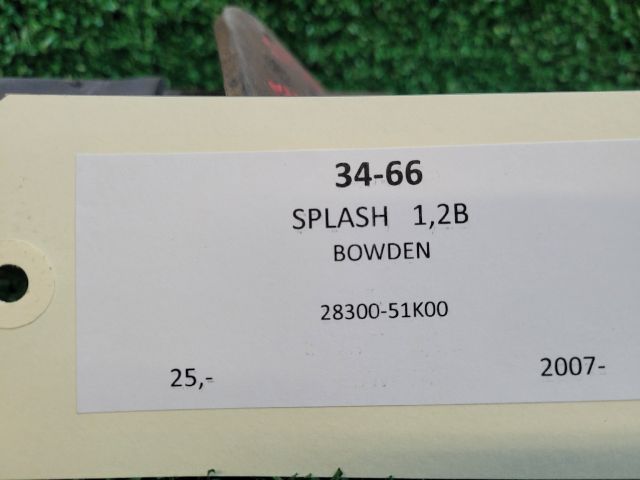 34-66
SPLASH 1,2B
BOWDEN
28300-51K00
25,- 2007-